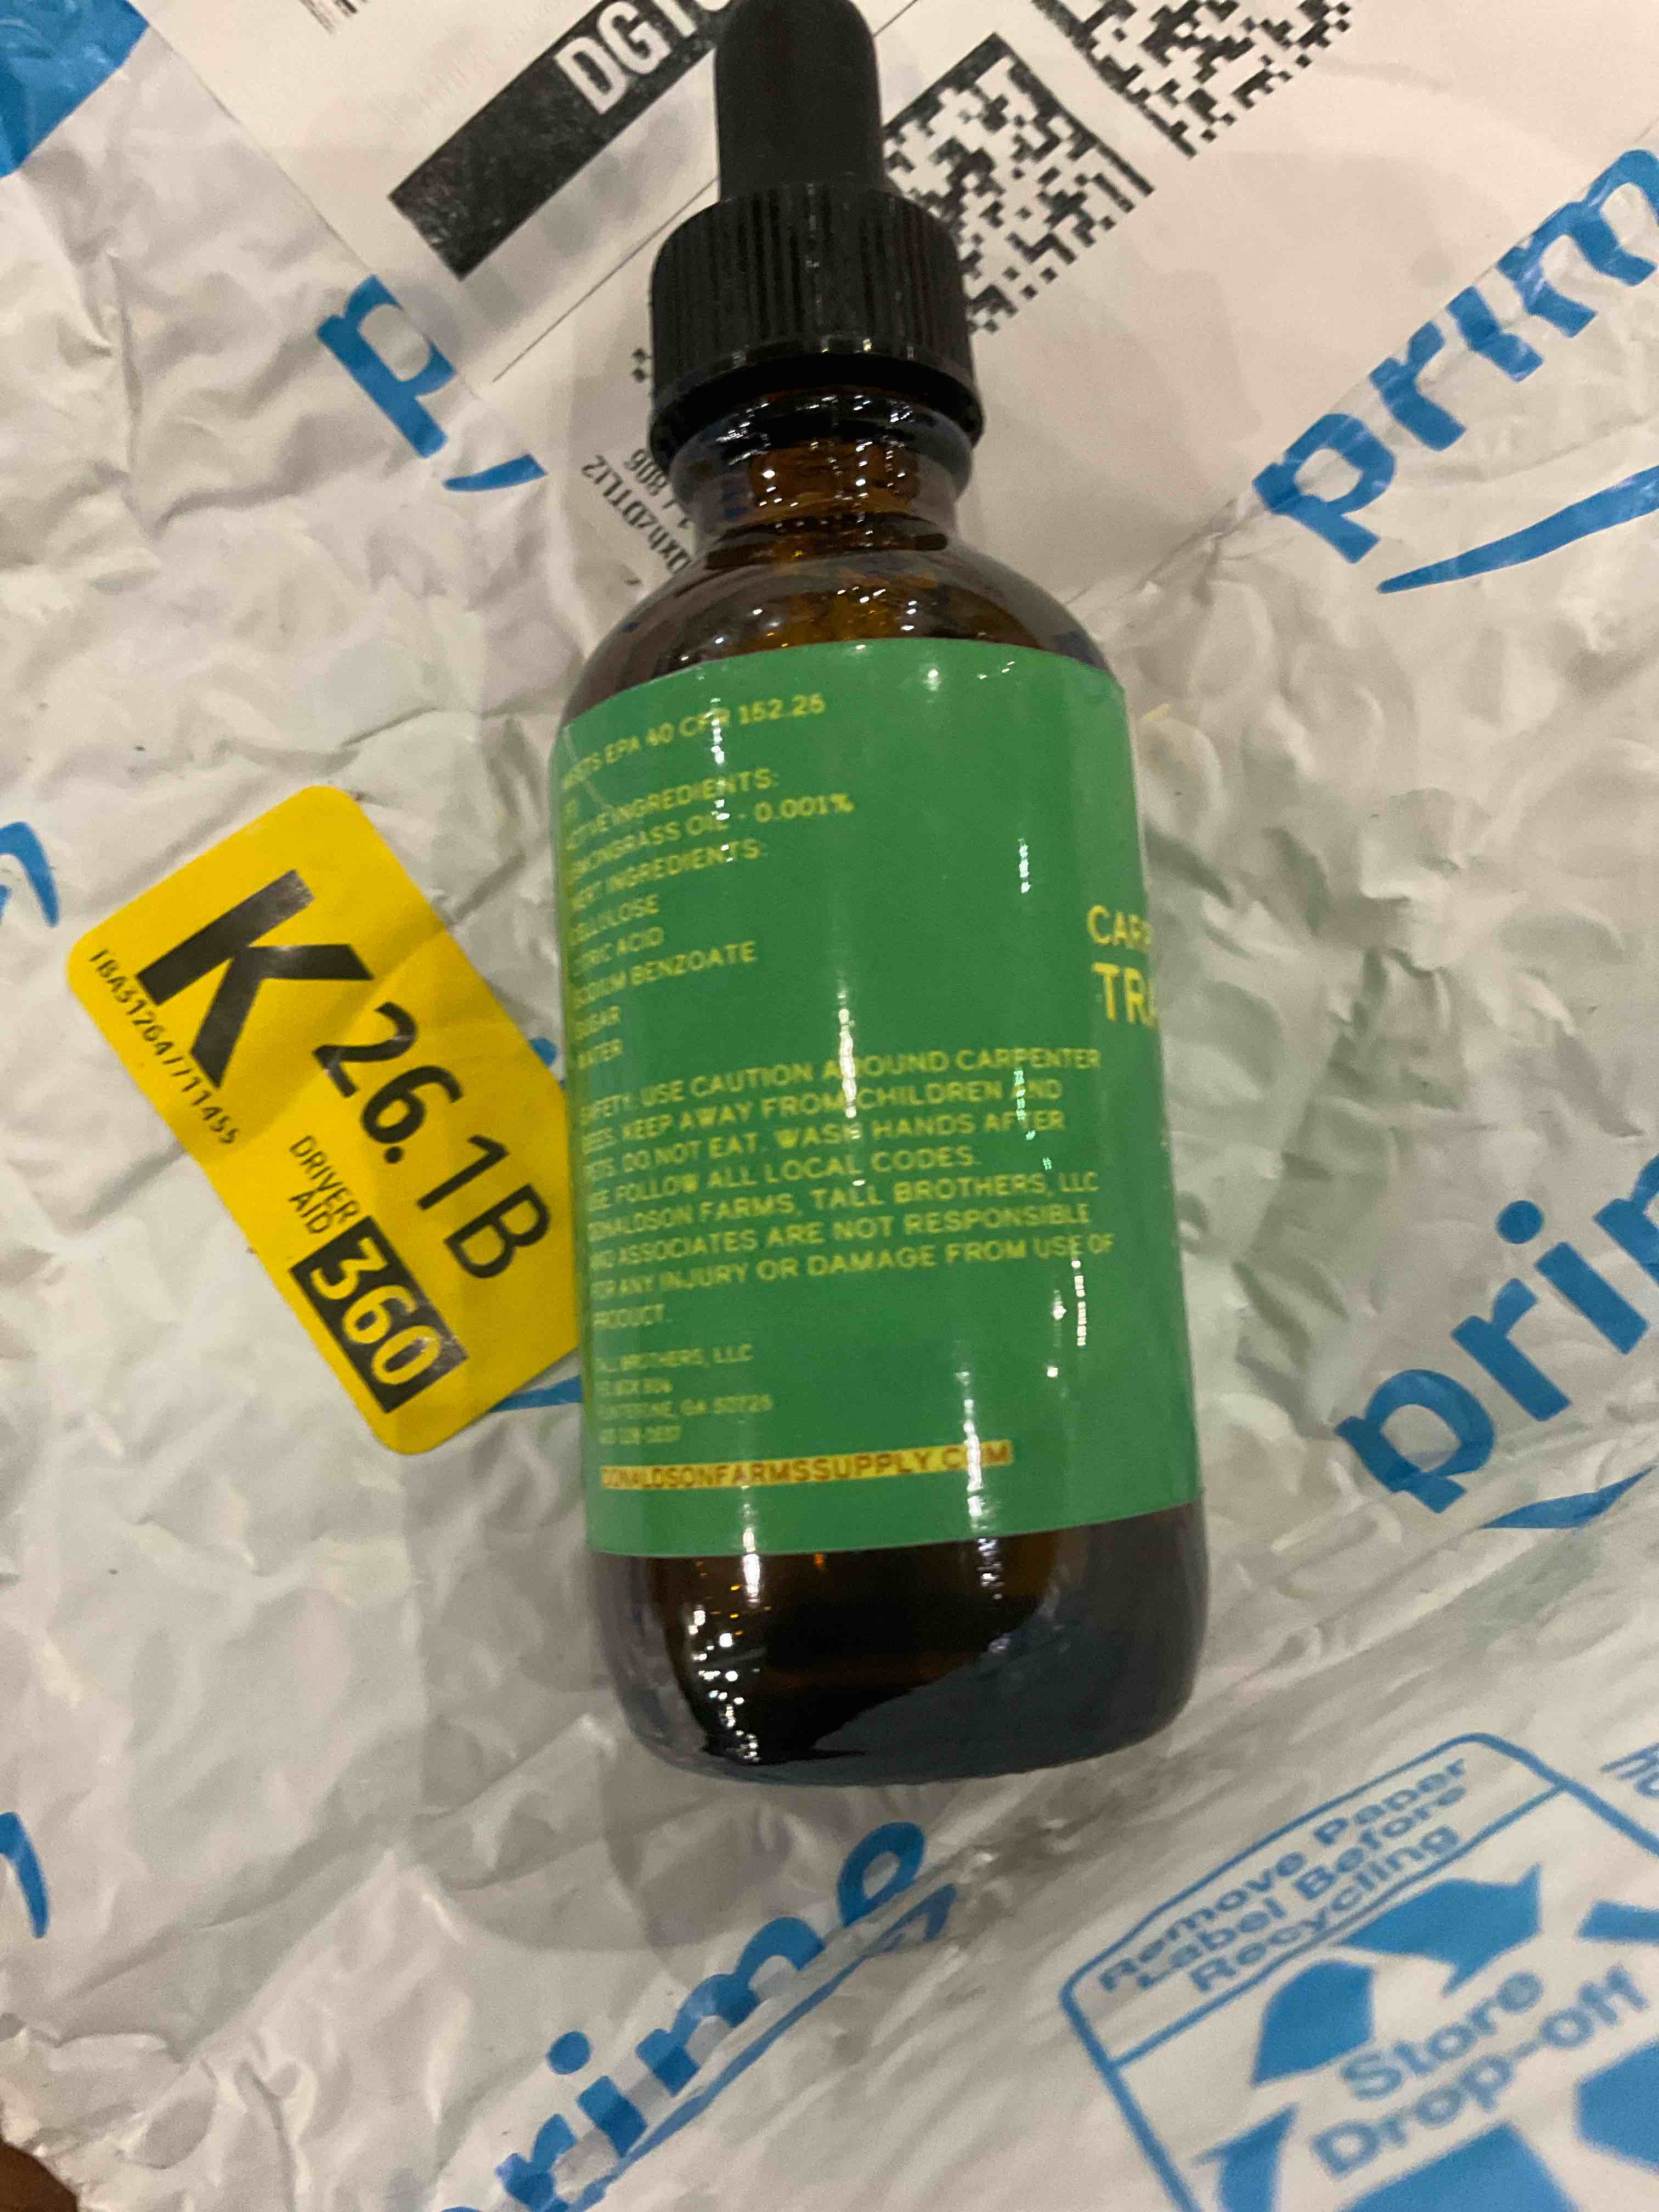 DGT
prime
prime
MEETS EPA 40 CFR 152.25
ACTIVE INGREDIENTS:
LEMONGRASS OIL - 0.001%
INERT INGREDIENTS:
CELLULOSE
CITRIC ACID
SODIUM BENZOATE
SUGAR
WATER
SAFETY: USE CAUTION AROUND CARPENTER
BEES. KEEP AWAY FROM CHILDREN AND
PETS. DO NOT EAT. WASH HANDS AFTER
USE. FOLLOW ALL LOCAL CODES.
DONALDSON FARMS, TALL BROTHERS, LLC
AND ASSOCIATES ARE NOT RESPONSIBLE
FOR ANY INJURY OR DAMAGE FROM USE OF
PRODUCT.
TALL BROTHERS, LLC
DONALDSONFARMSSUPPLY.COM
K
26.1B
DRIVER
AID
360
prime
prime
Remove Paper
Label Before
Recycling
Store
Drop-Off